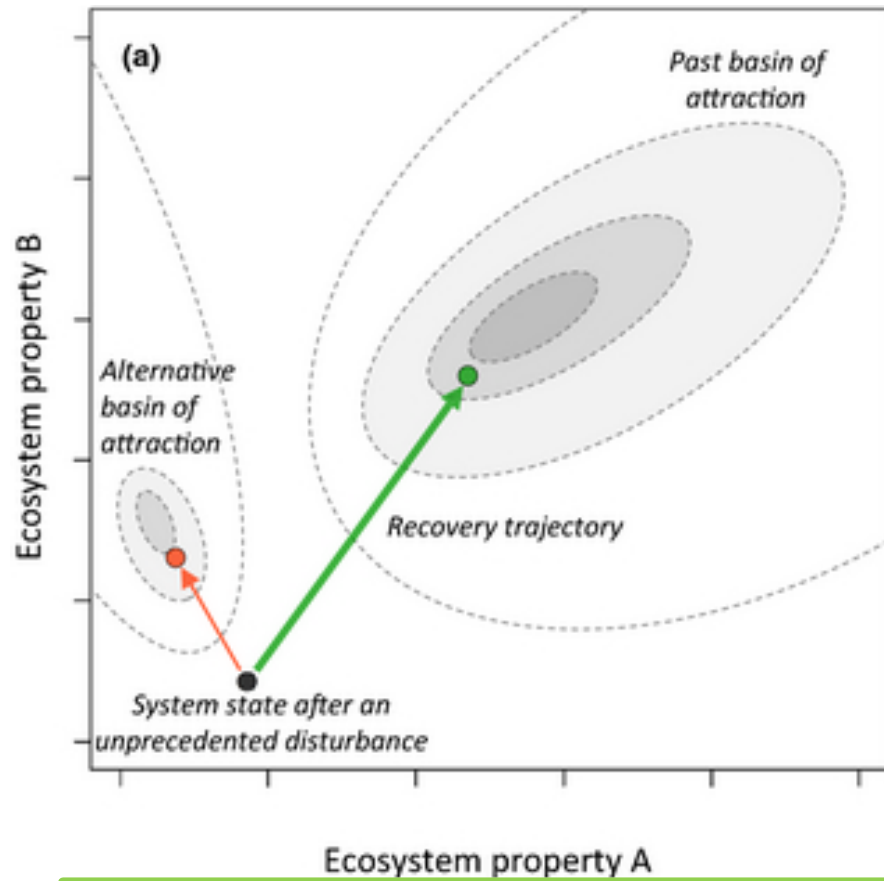 (a)
Past basin of
attraction
Ecosystem property B
Alternative
basin of
attraction
Recovery trajectory
System state after an
unprecedented disturbance
Ecosystem property A